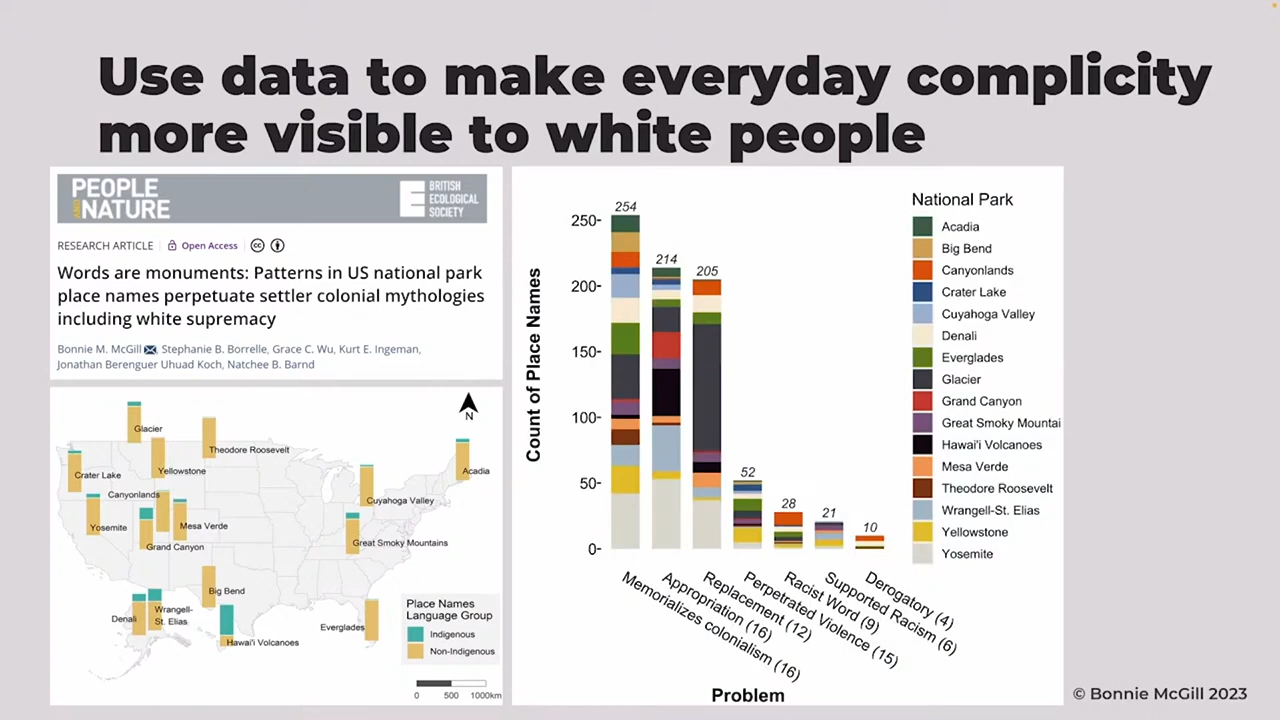 Use data to make everyday complicity
more visible to white people
PEOPLE
AND NATURE
BRITISH
ECOLOGICAL
SOCIETY
RESEARCH ARTICLE
Open Access
cc
Words are monuments: Patterns in US national park
place names perpetuate settler colonial mythologies
including white supremacy
Bonnie M. McGill, Stephanie B. Borrelle, Grace C. Wu, Kurt E. Ingeman,
Jonathan Berenguer Uhuad Koch, Natchee B. Barnd
N
Glacier
Theodore Roosevelt
Crater Lake
Yellowstone
Acadia
Canyonlands
Cuyahoga Valley
Yosemite
Mesa Verde
Grand Canyon
Great Smoky Mountains
Big Bend
Denali
Wrangell-
St. Elias
Everglades
Hawai'i Volcanoes
Place Names
Language Group
Indigenous
Non-Indigenous
0 500 1000km
Count of Place Names
250-
200-
150-
100-
50-
0-
254
214
205
52
28
21
10
Memorializes colonialism (16)
Appropriation (16)
Replacement (12)
Perpetrated Violence (15)
Racist Word (9)
Supported Racism (6)
Derogatory (4)
Problem
National Park
Acadia
Big Bend
Canyonlands
Crater Lake
Cuyahoga Valley
Denali
Everglades
Glacier
Grand Canyon
Great Smoky Mountai
Hawai'i Volcanoes
Mesa Verde
Theodore Roosevelt
Wrangell-St. Elias
Yellowstone
Yosemite
© Bonnie McGill 2023